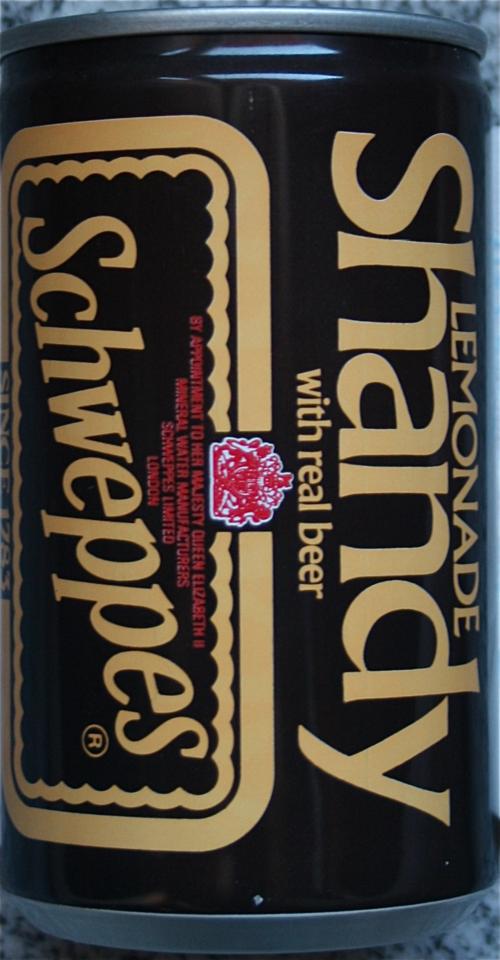 LEMONADE
shandy
with real beer
BY APPOINTMENT TO HER MAJESTY QUEEN ELIZABETH II
MINERAL WATER MANUFACTURERS
SCHWEPPES LIMITED
LONDON
Schweppes®
SINCE 1783